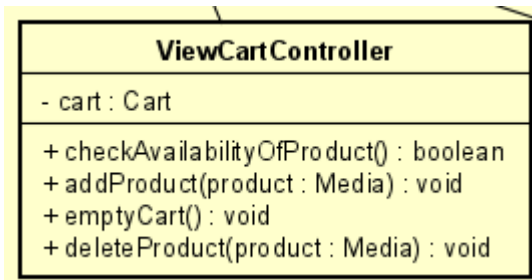 ViewCartController
- cart : Cart
+ checkAvailabilityOfProduct() : boolean
+ addProduct(product : Media) : void
+ emptyCart() : void
+ deleteProduct(product : Media) : void